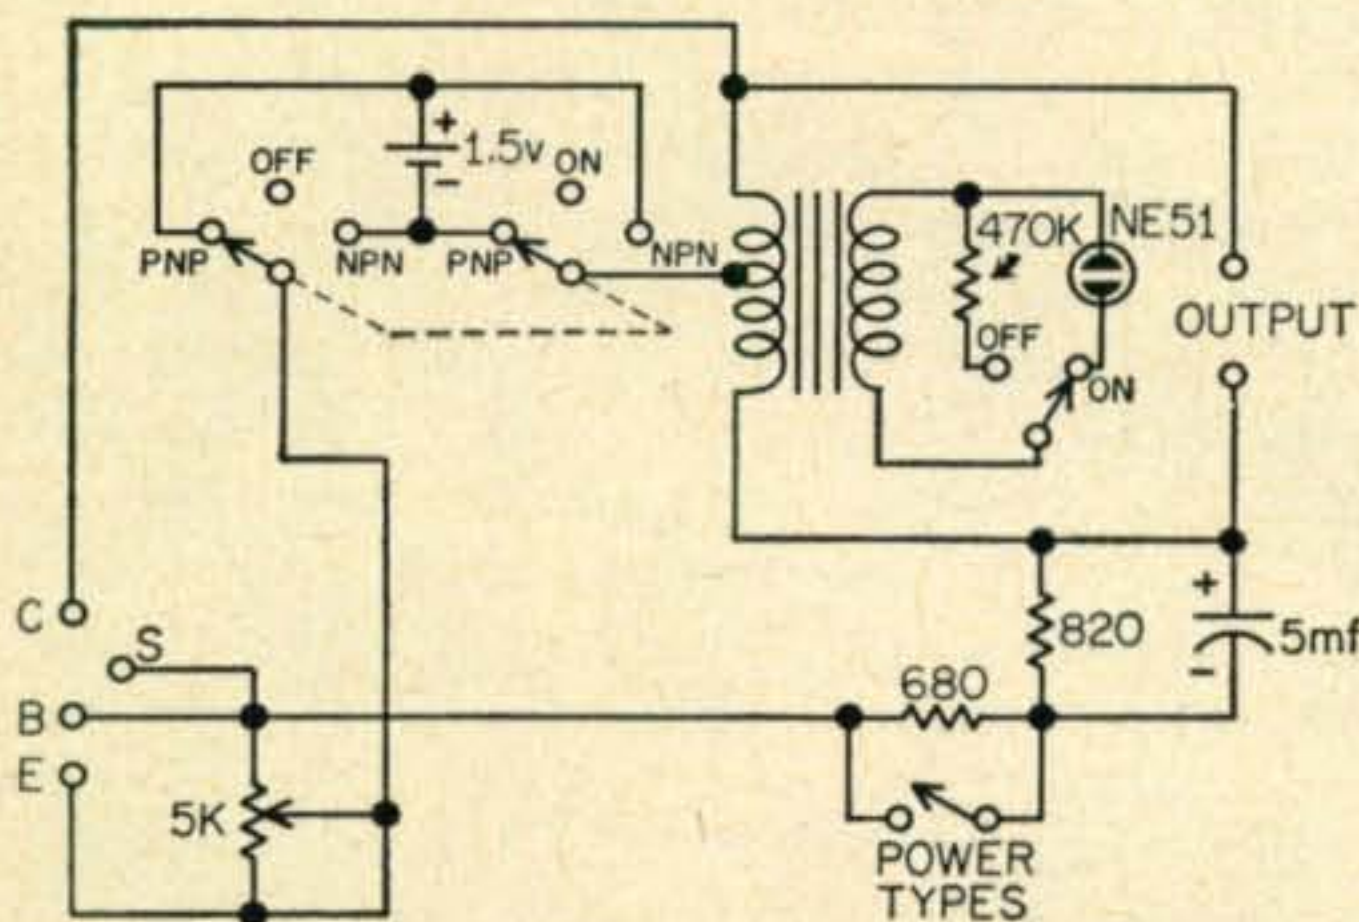 +
1.5v
OFF
ON
PNP
NPN
PNP
NPN
-
470K
NE51
OFF
ON
OUTPUT
C
S
B
E
5K
680
820
+
5mf
-
POWER
TYPES